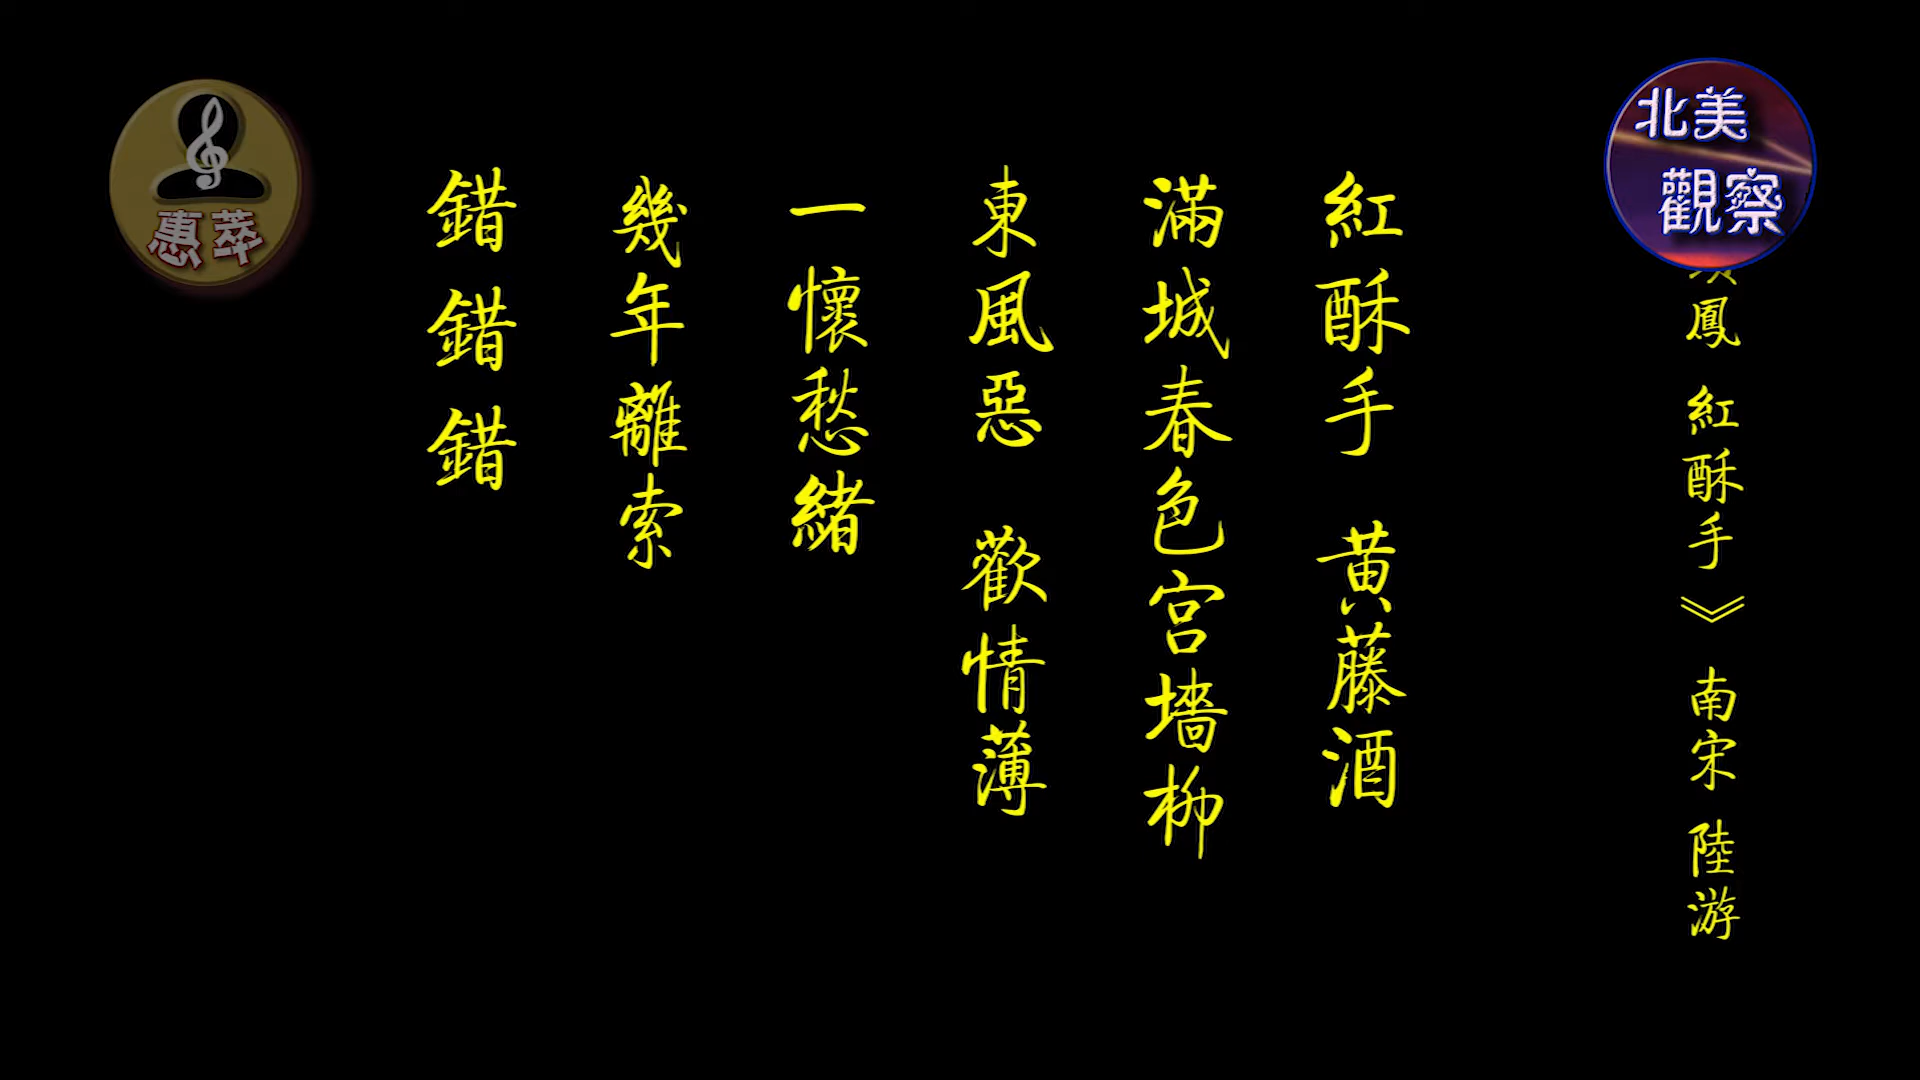 北美
觀察
鳳 紅酥手》 南宋 陸游
紅酥手 黄藤酒
滿城春色宮墻柳
東風惡 歡情薄
一懷愁緒
幾年離索
錯錯錯
惠萃